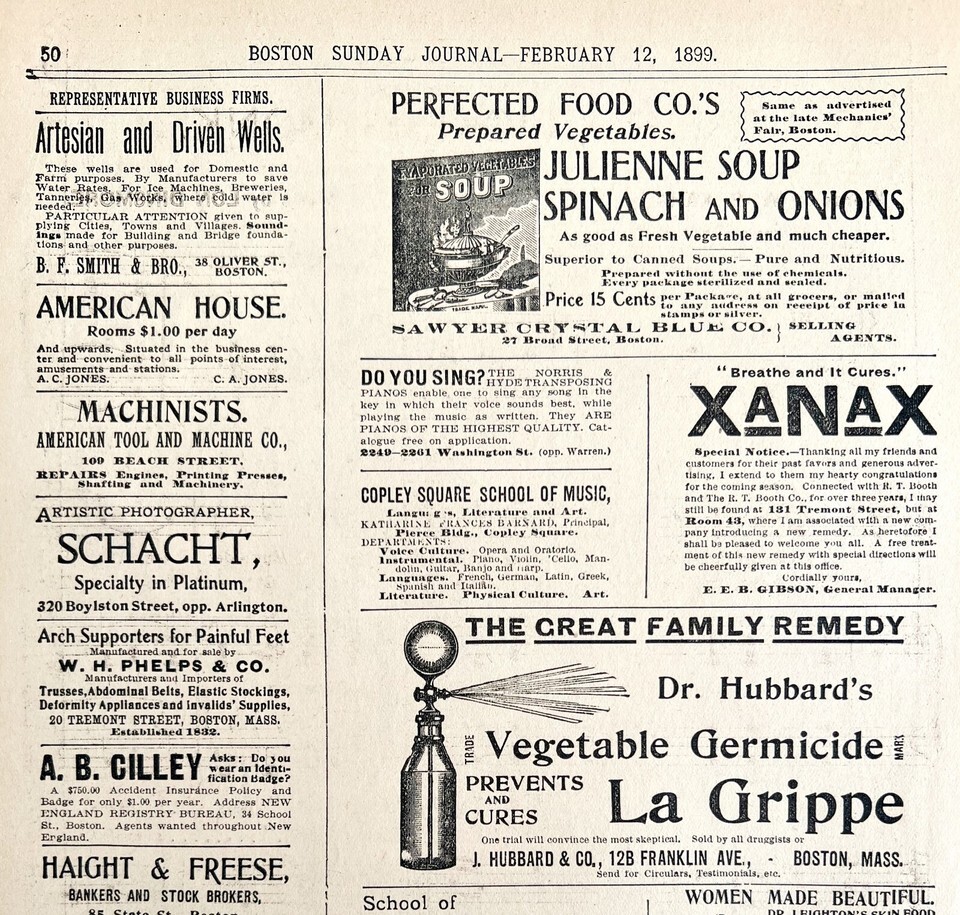 50
BOSTON SUNDAY JOURNAL—FEBRUARY 12, 1899.
REPRESENTATIVE BUSINESS FIRMS.
Artesian and Driven Wells.
These wells are used for Domestic and
Farm purposes. By Manufacturers to save
Water Rates. For Ice Machines, Breweries,
Tanneries, Gas Works, where cold water is
needed.
PARTICULAR ATTENTION given to sup-
plying Cities, Towns and Villages. Sound-
ings made for Building and Bridge founda-
tions and other purposes.
B. F. SMITH & BRO., 38 OLIVER ST.,
BOSTON.
AMERICAN HOUSE.
Rooms $1.00 per day
And upwards. Situated in the business cen-
ter and convenient to all points of interest,
amusements and stations.
A. C. JONES. C. A. JONES.
MACHINISTS.
AMERICAN TOOL AND MACHINE CO.,
109 BEACH STREET,
REPAIRS Engines, Printing Presses,
Shafting and Machinery.
ARTISTIC PHOTOGRAPHER,
SCHACHT,
Specialty in Platinum,
320 Boylston Street, opp. Arlington.
Arch Supporters for Painful Feet
Manufactured and for sale by
W. H. PHELPS & CO.
Manufacturers and Importers of
Trusses, Abdominal Belts, Elastic Stockings,
Deformity Appliances and Invalids' Supplies,
20 TREMONT STREET, BOSTON, MASS.
Established 1832.
A. B. CILLEY Asks: Do you
wear an Identi-
fication Badge?
A $750.00 Accident Insurance Policy and
Badge for only $1.00 per year. Address NEW
ENGLAND REGISTRY BUREAU, 34 School
St., Boston. Agents wanted throughout New
England.
HAIGHT & FREESE,
BANKERS AND STOCK BROKERS,
85 State St., Boston
PERFECTED FOOD CO.'S
Prepared Vegetables.
Same as advertised
at the late Mechanics'
Fair, Boston.
EVAPORATED VEGETABLES
FOR SOUP
TRADE MARK
JULIENNE SOUP
SPINACH AND ONIONS
As good as Fresh Vegetable and much cheaper.
Superior to Canned Soups.—Pure and Nutritious.
Prepared without the use of chemicals.
Every package sterilized and sealed.
Price 15 Cents per Package, at all grocers, or mailed
to any address on receipt of price in
stamps or silver.
SAWYER CRYSTAL BLUE CO. } SELLING
27 Broad Street, Boston. AGENTS.
DO YOU SING? THE NORRIS &
HYDE TRANSPOSING
PIANOS enable one to sing any song in the
key in which their voice sounds best, while
playing the music as written. They ARE
PIANOS OF THE HIGHEST QUALITY. Cat-
alogue free on application.
2249—2261 Washington St. (opp. Warren.)
COPLEY SQUARE SCHOOL OF MUSIC,
Languages, Literature and Art.
KATHARINE FRANCES BARNARD, Principal,
Pierce Bldg., Copley Square.
DEPARTMENTS:
Voice Culture. Opera and Oratorio.
Instrumental. Piano, Violin, 'Cello, Man-
dolin, Guitar, Banjo and Harp.
Languages. French, German, Latin, Greek,
Spanish and Italian.
Literature. Physical Culture. Art.
"Breathe and It Cures."
XANAX
Special Notice.—Thanking all my friends and
customers for their past favors and generous adver-
tising, I extend to them my hearty congratulations
for the coming season. Connected with R. T. Booth
and The R. T. Booth Co., for over three years, I may
still be found at 131 Tremont Street, but at
Room 43, where I am associated with a new com-
pany introducing a new remedy. As heretofore I
shall be pleased to welcome you all. A free treat-
ment of this new remedy with special directions will
be cheerfully given at this office.
Cordially yours,
E. E. B. GIBSON, General Manager.
THE GREAT FAMILY REMEDY
Dr. Hubbard's
TRADE Vegetable Germicide MARK
PREVENTS
AND
CURES
La Grippe
One trial will convince the most skeptical. Sold by all druggists or
J. HUBBARD & CO., 12B FRANKLIN AVE., - BOSTON, MASS.
Send for Circulars, Testimonials, etc.
School of
WOMEN MADE BEAUTIFUL.
DR. LEIGHTON'S SKIN FOOD